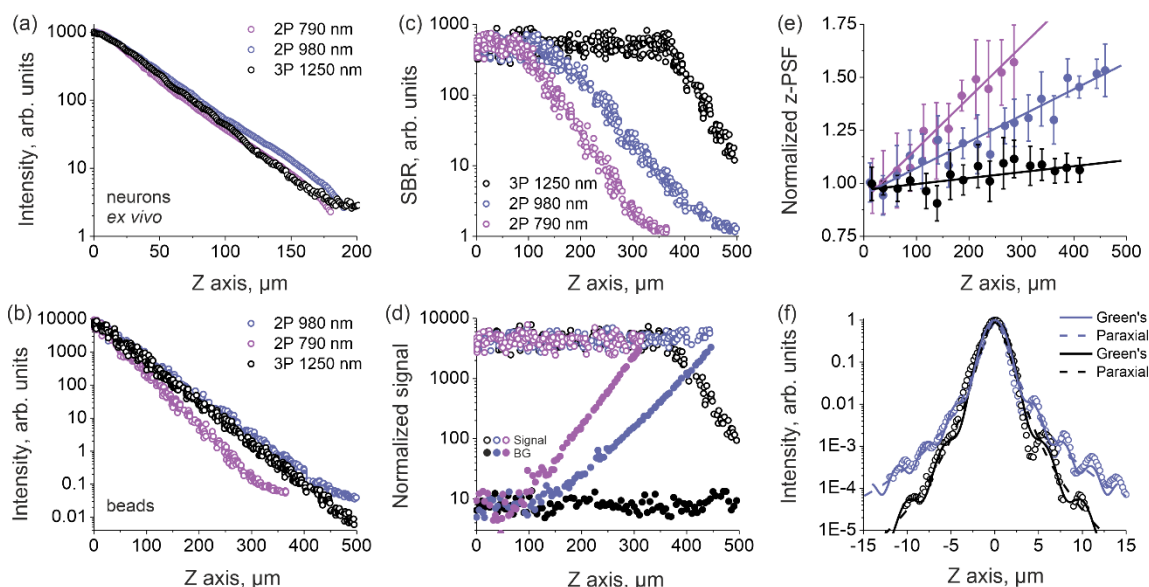 (a)
1000
100
10
1
0
50
100
150
200
Intensity, arb. units
Z axis, µm
2P 790 nm
2P 980 nm
3P 1250 nm
neurons
ex vivo
(c)
1000
100
10
1
0
100
200
300
400
500
SBR, arb. units
Z axis, µm
3P 1250 nm
2P 980 nm
2P 790 nm
(e)
1.75
1.50
1.25
1.00
0.75
0
100
200
300
400
500
Normalized z-PSF
Z axis, µm
(b)
10000
1000
100
10
1
0.1
0.01
0
100
200
300
400
500
Intensity, arb. units
Z axis, µm
2P 980 nm
2P 790 nm
3P 1250 nm
beads
(d)
10000
1000
100
10
0
100
200
300
400
500
Normalized signal
Z axis, µm
Signal
BG
(f)
1
0.1
0.01
1E-3
1E-4
1E-5
-15
-10
-5
0
5
10
15
Intensity, arb. units
Z axis, µm
Green's
Paraxial
Green's
Paraxial